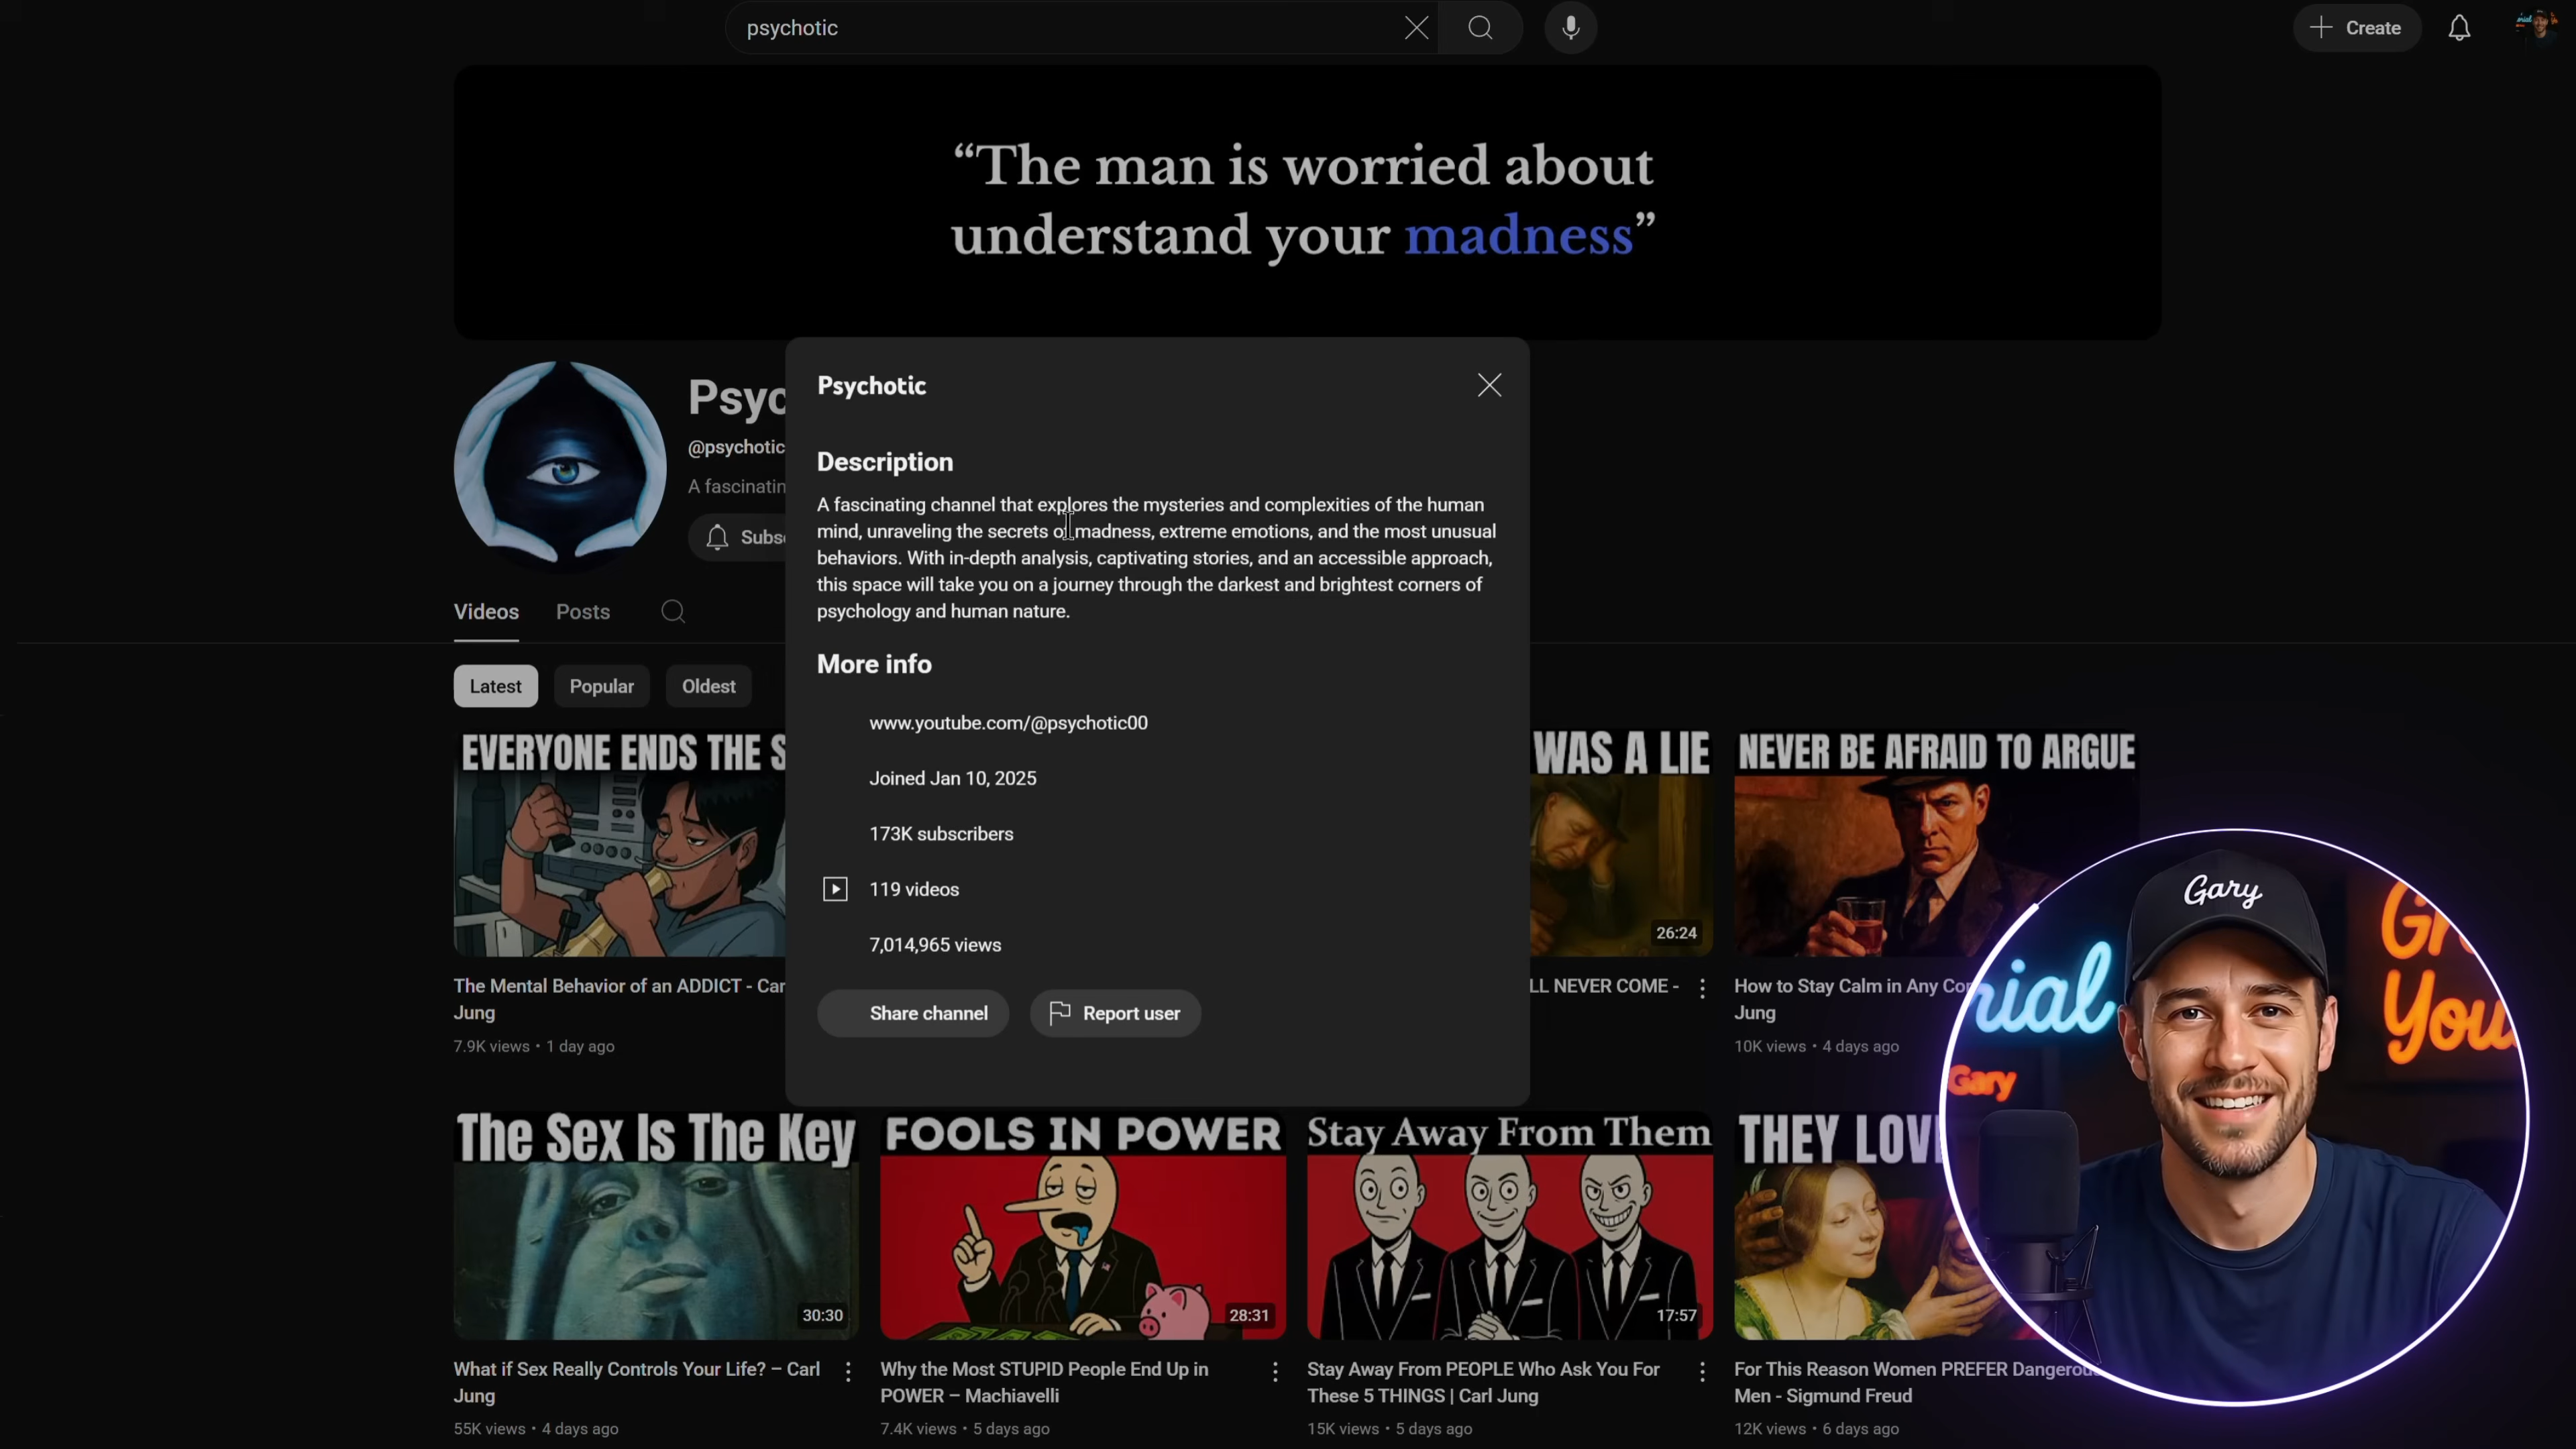 psychotic
Create
“The man is worried about
understand your madness”
Psyc
@psychotic
A fascinatin
Subs
Psychotic
Description
A fascinating channel that explores the mysteries and complexities of the human
mind, unraveling the secrets of madness, extreme emotions, and the most unusual
behaviors. With in-depth analysis, captivating stories, and an accessible approach,
this space will take you on a journey through the darkest and brightest corners of
psychology and human nature.
More info
www.youtube.com/@psychotic00
Joined Jan 10, 2025
173K subscribers
119 videos
7,014,965 views
Share channel
Report user
Videos
Posts
Latest
Popular
Oldest
EVERYONE ENDS THE S
The Mental Behavior of an ADDICT - Car
Jung
7.9K views • 1 day ago
WAS A LIE
26:24
LL NEVER COME -
NEVER BE AFRAID TO ARGUE
How to Stay Calm in Any Co
Jung
10K views • 4 days ago
The Sex Is The Key
30:30
What if Sex Really Controls Your Life? – Carl
Jung
55K views • 4 days ago
FOOLS IN POWER
28:31
Why the Most STUPID People End Up in
POWER – Machiavelli
7.4K views • 5 days ago
Stay Away From Them
17:57
Stay Away From PEOPLE Who Ask You For
These 5 THINGS | Carl Jung
15K views • 5 days ago
THEY LOV
For This Reason Women PREFER Dangerou
Men - Sigmund Freud
12K views • 6 days ago
Gary
rial
Gary
Gr
You